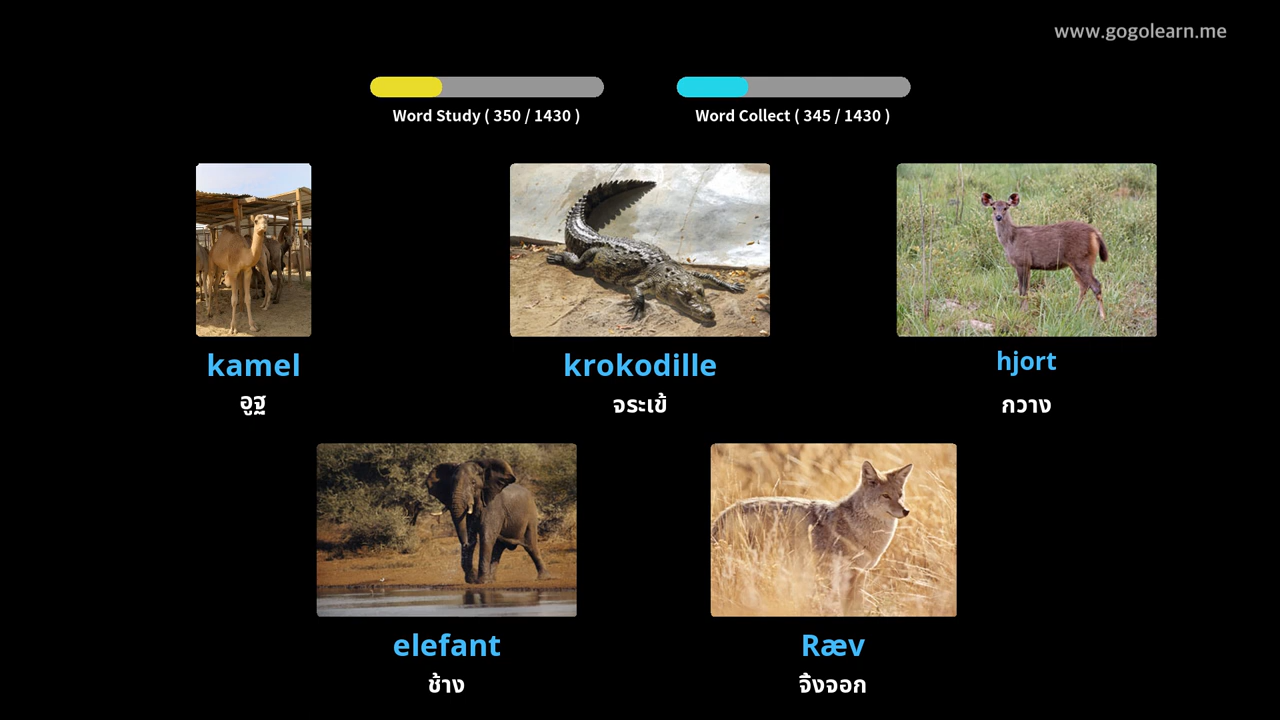 www.gogolearn.me
Word Study ( 350 / 1430 )
Word Collect ( 345 / 1430 )
kamel
krokodille
hjort
อูฐ
จระเข้
กวาง
elefant
Ræv
ช้าง
จิ้งจอก